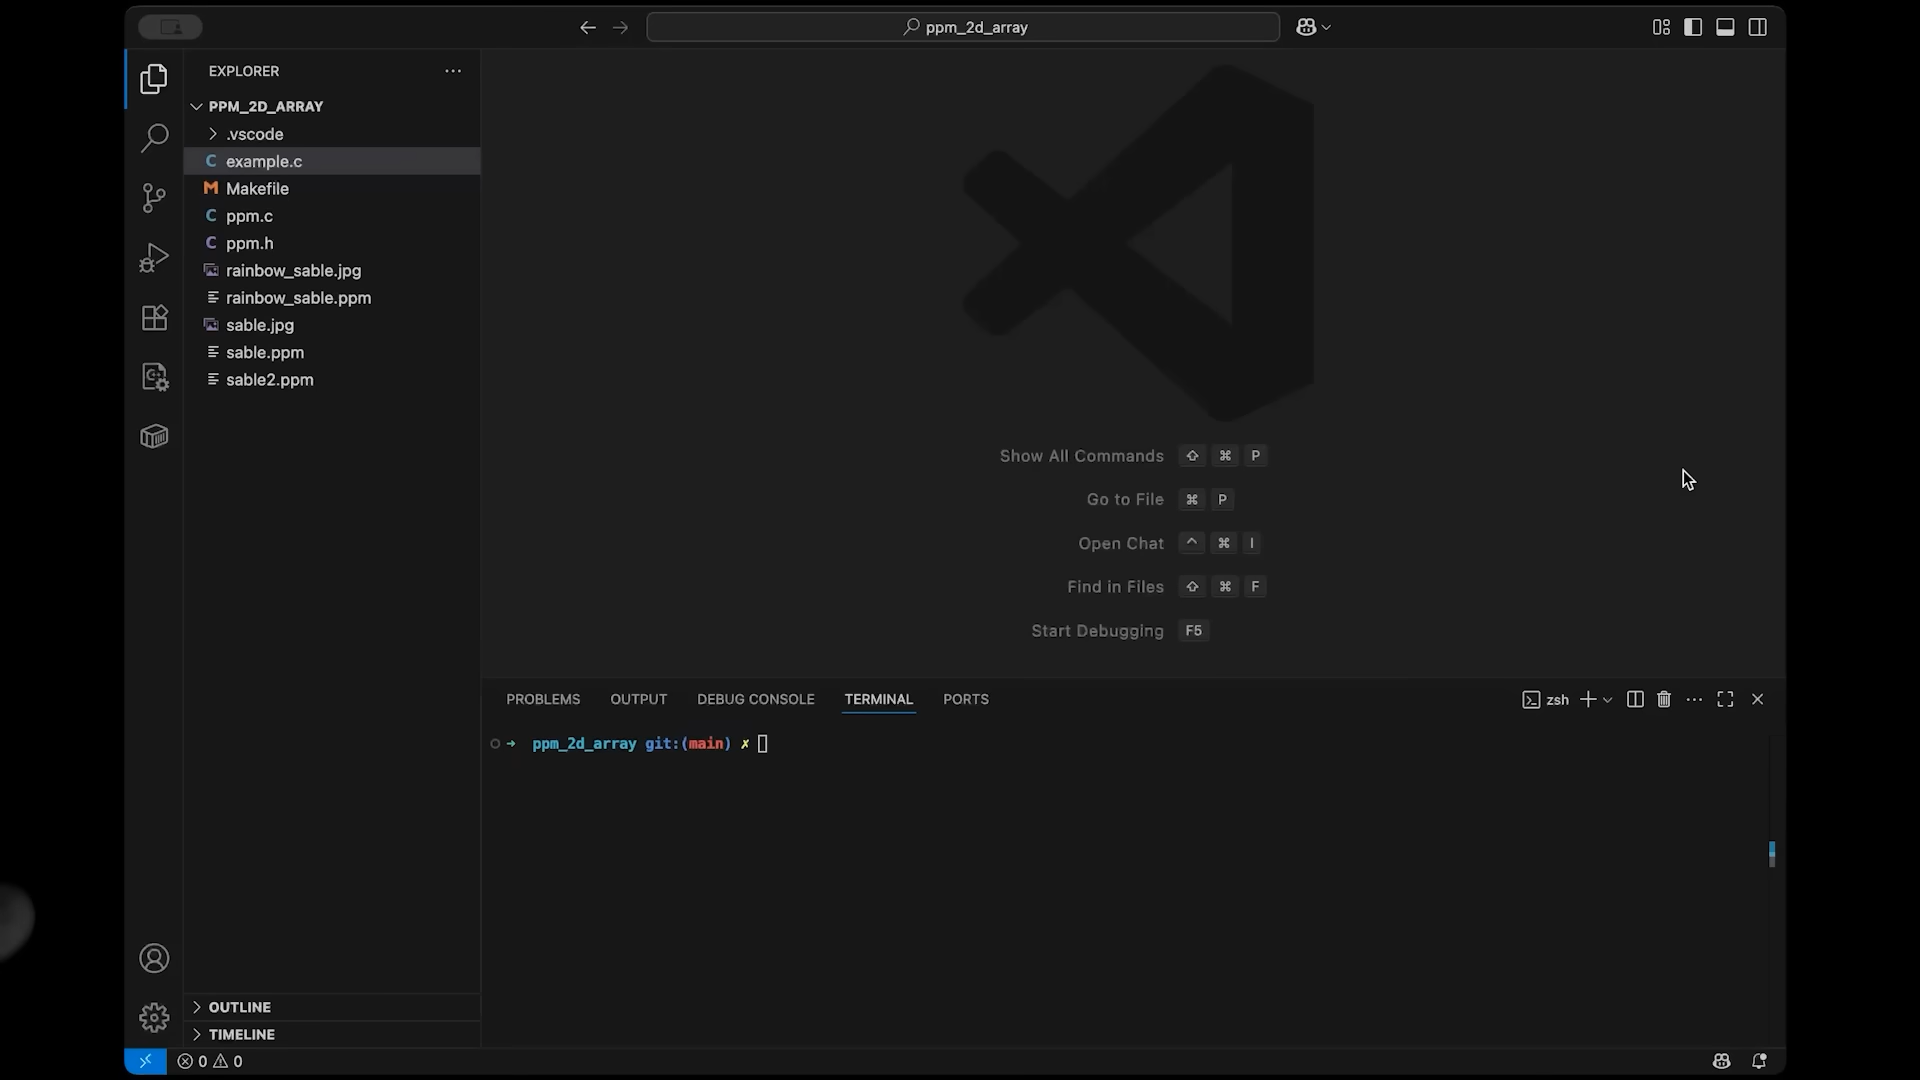 ppm_2d_array
EXPLORER
PPM_2D_ARRAY
.vscode
C example.c
M Makefile
C ppm.c
C ppm.h
rainbow_sable.jpg
rainbow_sable.ppm
sable.jpg
sable.ppm
sable2.ppm
Show All Commands ⇧ ⌘ P
Go to File ⌘ P
Open Chat ^ ⌘ I
Find in Files ⇧ ⌘ F
Start Debugging F5
PROBLEMS OUTPUT DEBUG CONSOLE TERMINAL PORTS zsh
→ ppm_2d_array git:(main) ✗
OUTLINE
TIMELINE
0 0